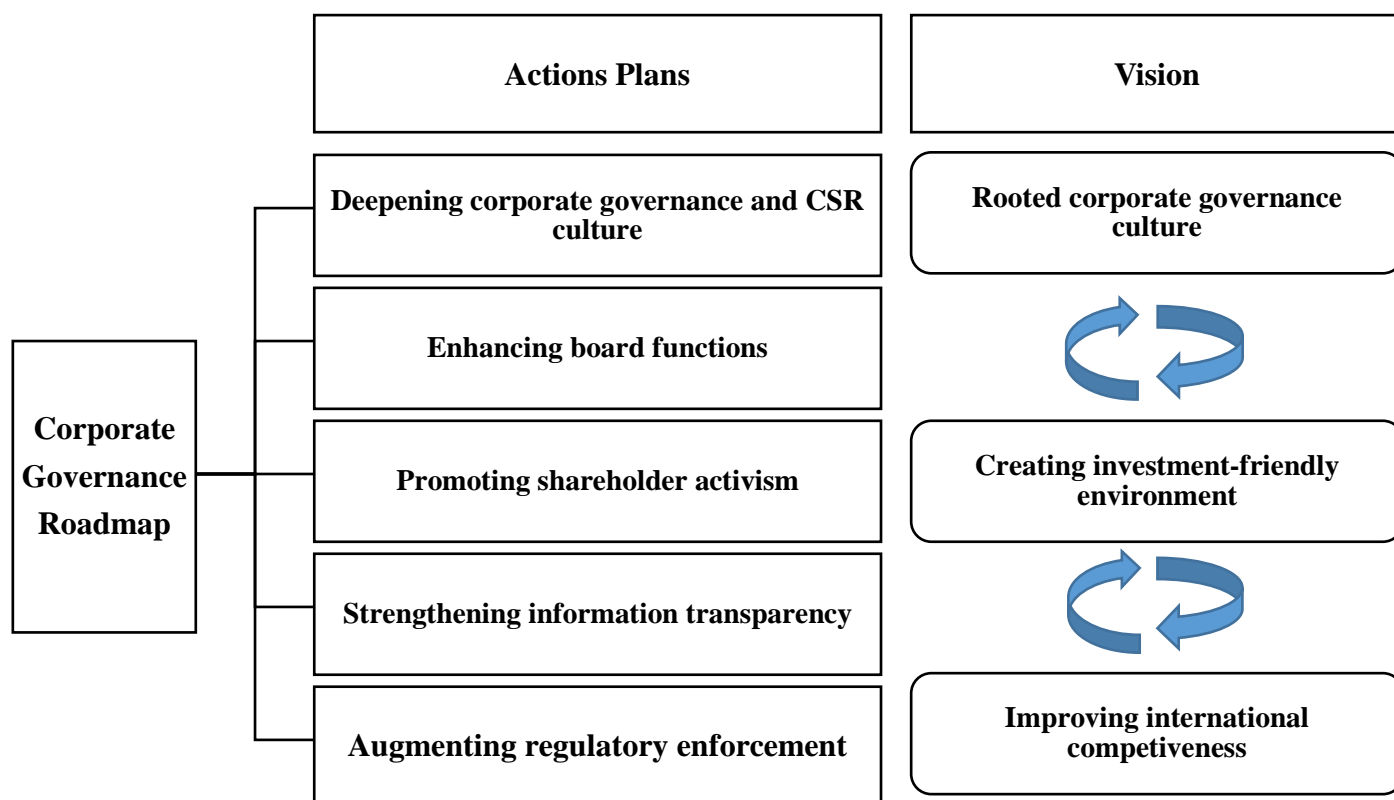 Actions Plans
Vision
Deepening corporate governance and CSR
culture
Rooted corporate governance
culture
Enhancing board functions
Corporate
Governance
Roadmap
Promoting shareholder activism
Creating investment-friendly
environment
Strengthening information transparency
Augmenting regulatory enforcement
Improving international
competiveness